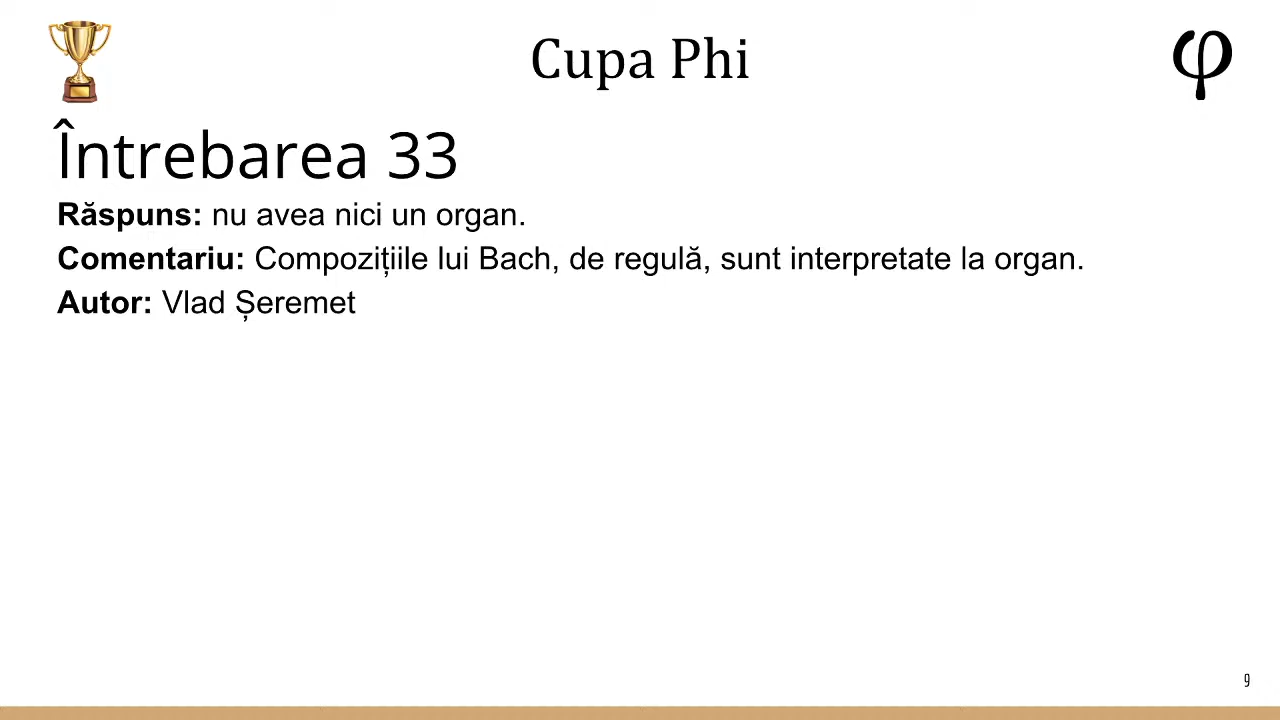 Cupa Phi
φ
Întrebarea 33
Răspuns: nu avea nici un organ.
Comentariu: Compozițiile lui Bach, de regulă, sunt interpretate la organ.
Autor: Vlad Șeremet
9